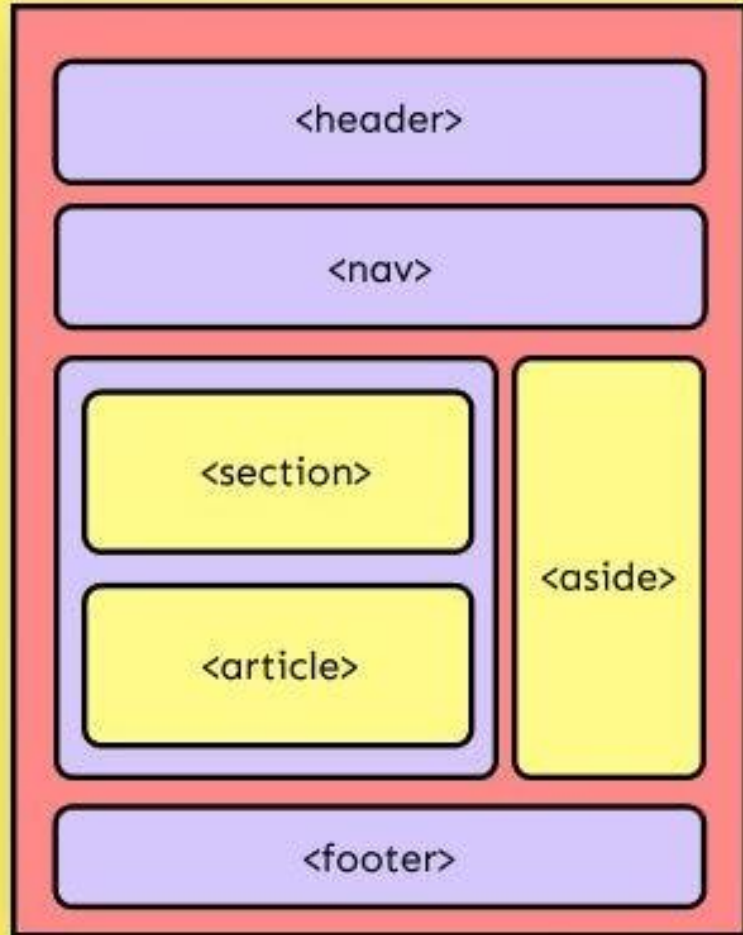 <header>
<nav>
<section>
<article>
<aside>
<footer>